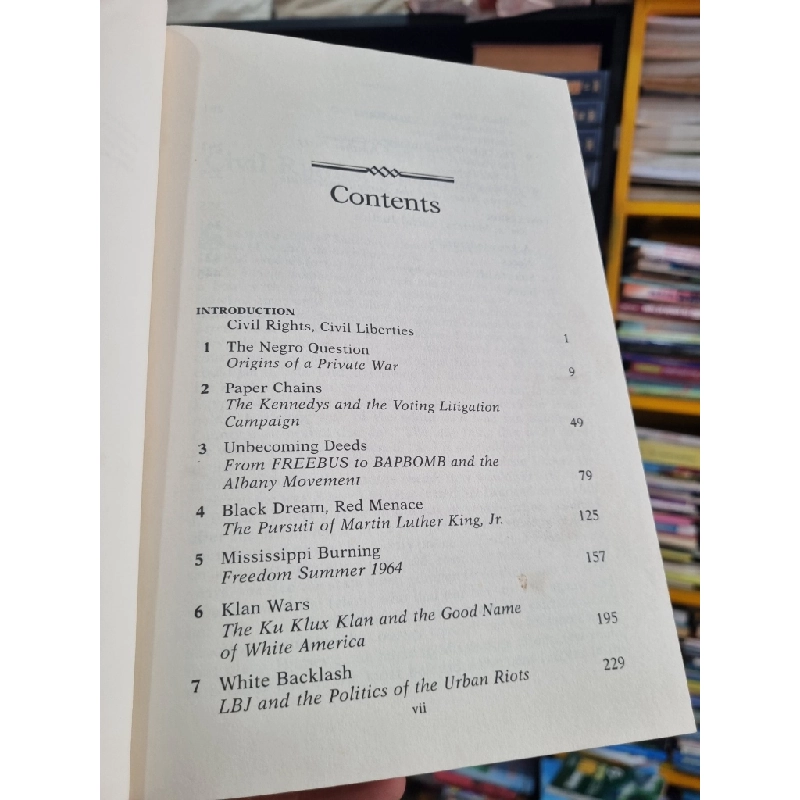 Contents
INTRODUCTION
Civil Rights, Civil Liberties 1
1 The Negro Question
Origins of a Private War 9
2 Paper Chains
The Kennedys and the Voting Litigation
Campaign 49
3 Unbecoming Deeds
From FREEBUS to BAPBOMB and the
Albany Movement 79
4 Black Dream, Red Menace
The Pursuit of Martin Luther King, Jr. 125
5 Mississippi Burning
Freedom Summer 1964 157
6 Klan Wars
The Ku Klux Klan and the Good Name
of White America 195
7 White Backlash
LBJ and the Politics of the Urban Riots 229
vii